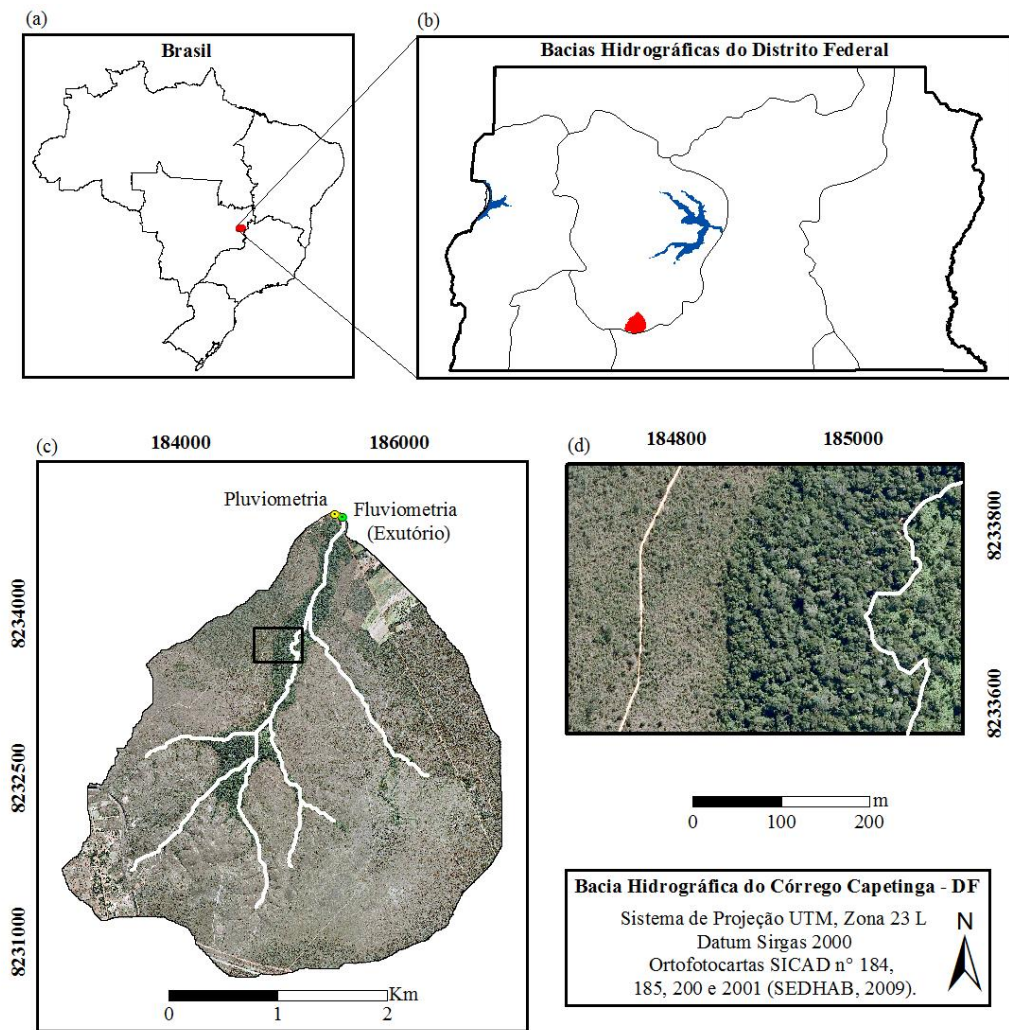 (a)
Brasil
(b)
Bacias Hidrográficas do Distrito Federal
(c)
184000
186000
Pluviometria
Fluviometria
(Exutório)
8234000
8232500
8231000
Km
0
1
2
(d)
184800
185000
8233800
8233600
m
0
100
200
Bacia Hidrográfica do Córrego Capetinga - DF
Sistema de Projeção UTM, Zona 23 L
Datum Sirgas 2000
Ortofotocartas SICAD n° 184,
185, 200 e 2001 (SEDHAB, 2009).
N